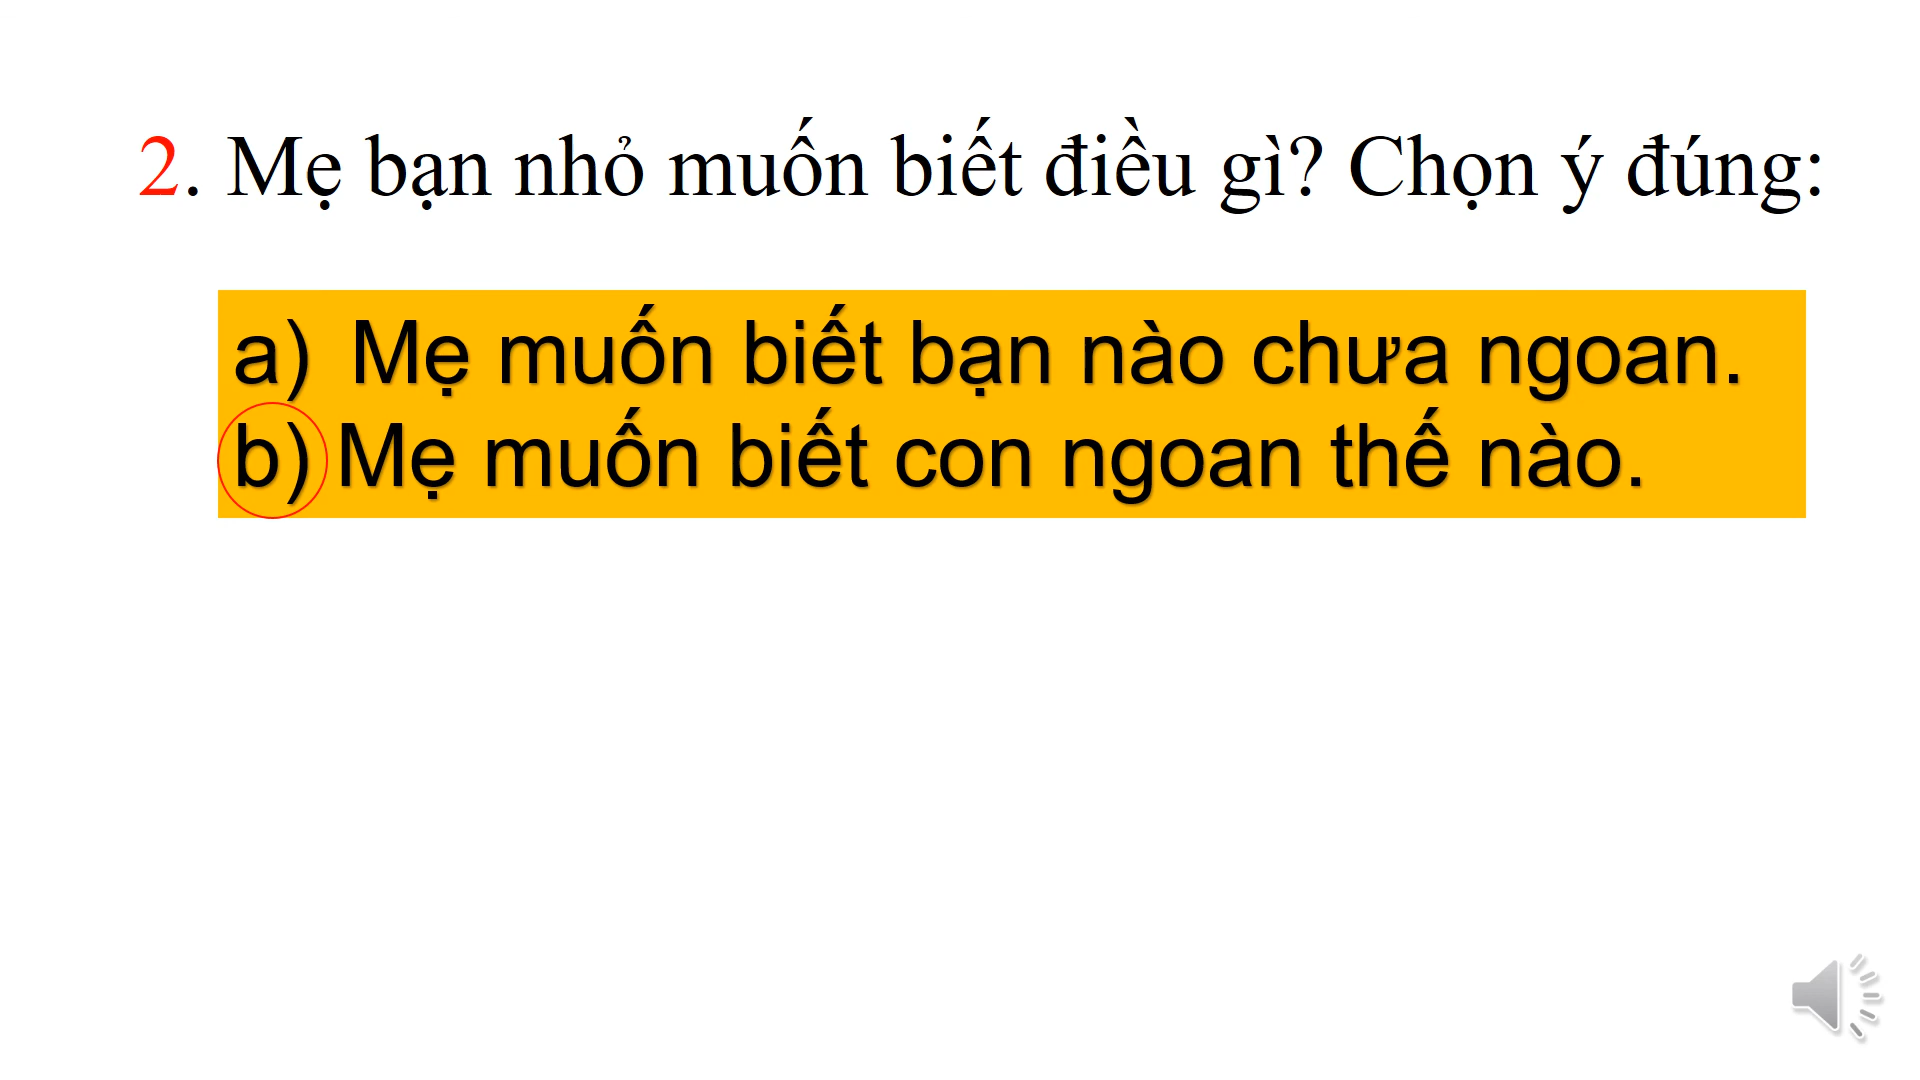 2. Mẹ bạn nhỏ muốn biết điều gì? Chọn ý đúng:
a) Mẹ muốn biết bạn nào chưa ngoan.
b) Mẹ muốn biết con ngoan thế nào.